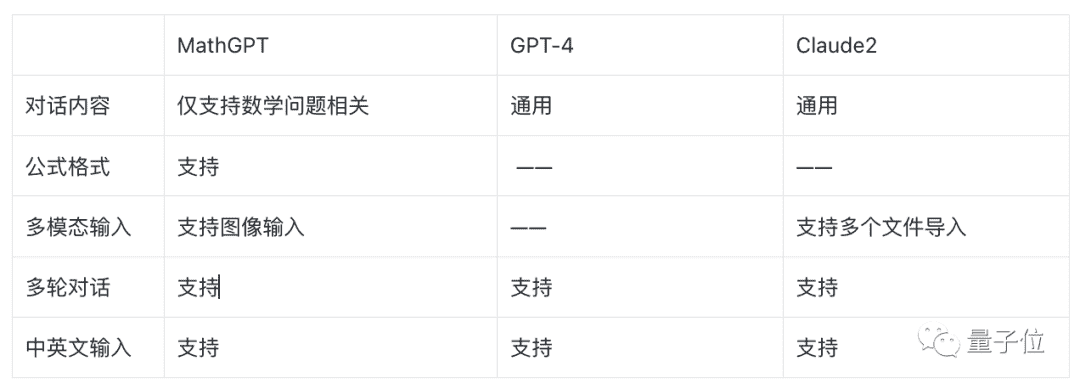 MathGPT GPT-4 Claude2
对话内容 仅支持数学问题相关 通用 通用
公式格式 支持 —— ——
多模态输入 支持图像输入 —— 支持多个文件导入
多轮对话 支持 支持 支持
中英文输入 支持 支持 支持
量子位